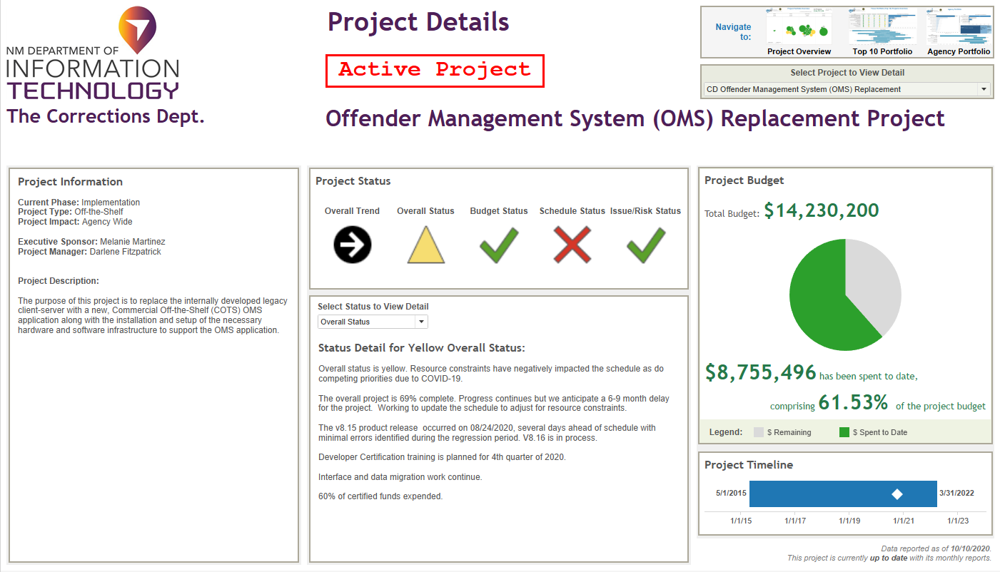 NM DEPARTMENT OF
INFORMATION
TECHNOLOGY
The Corrections Dept.
Project Details
Active Project
Offender Management System (OMS) Replacement Project
Navigate
to:
Project Overview
Top 10 Portfolio
Agency Portfolio
Select Project to View Detail
CD Offender Management System (OMS) Replacement
Project Information
Current Phase: Implementation
Project Type: Off-the-Shelf
Project Impact: Agency Wide
Executive Sponsor: Melanie Martinez
Project Manager: Darlene Fitzpatrick
Project Description:
The purpose of this project is to replace the internally developed legacy
client-server with a new, Commercial Off-the-Shelf (COTS) OMS
application along with the installation and setup of the necessary
hardware and software infrastructure to support the OMS application.
Project Status
Overall Trend
Overall Status
Budget Status
Schedule Status
Issue/Risk Status
Select Status to View Detail
Overall Status
Status Detail for Yellow Overall Status:
Overall status is yellow. Resource constraints have negatively impacted the schedule as do
competing priorities due to COVID-19.
The overall project is 69% complete. Progress continues but we anticipate a 6-9 month delay
for the project. Working to update the schedule to adjust for resource constraints.
The v8.15 product release occurred on 08/24/2020, several days ahead of schedule with
minimal errors identified during the regression period. V8.16 is in process.
Developer Certification training is planned for 4th quarter of 2020.
Interface and data migration work continue.
60% of certified funds expended.
Project Budget
Total Budget: $14,230,200
$8,755,496 has been spent to date,
comprising 61.53% of the project budget
Legend: $ Remaining $ Spent to Date
Project Timeline
5/1/2015
3/31/2022
1/1/15
1/1/17
1/1/19
1/1/21
1/1/23
Data reported as of 10/10/2020.
This project is currently up to date with its monthly reports.